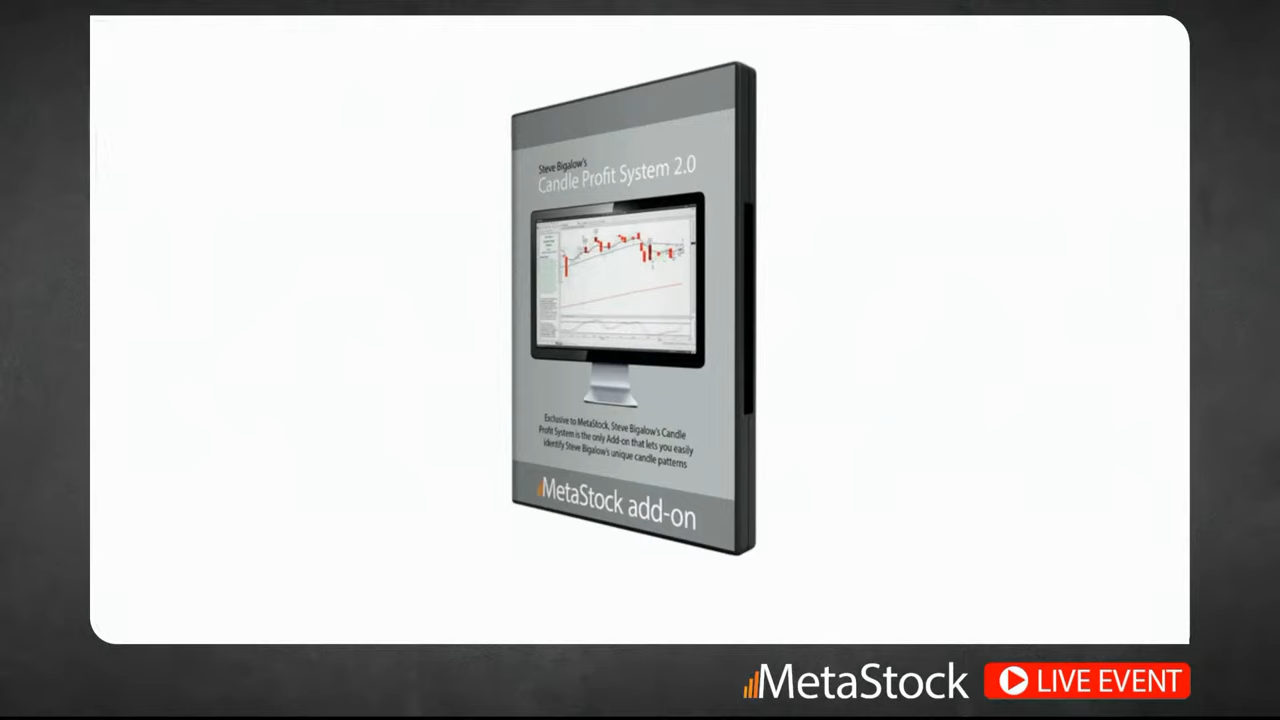 Steve Bigalow's
Candle Profit System 2.0
Exclusive to MetaStock, Steve Bigalow's Candle
Profit System is the only Add-on that lets you easily
identify Steve Bigalow's unique candle patterns
MetaStock add-on
MetaStock LIVE EVENT